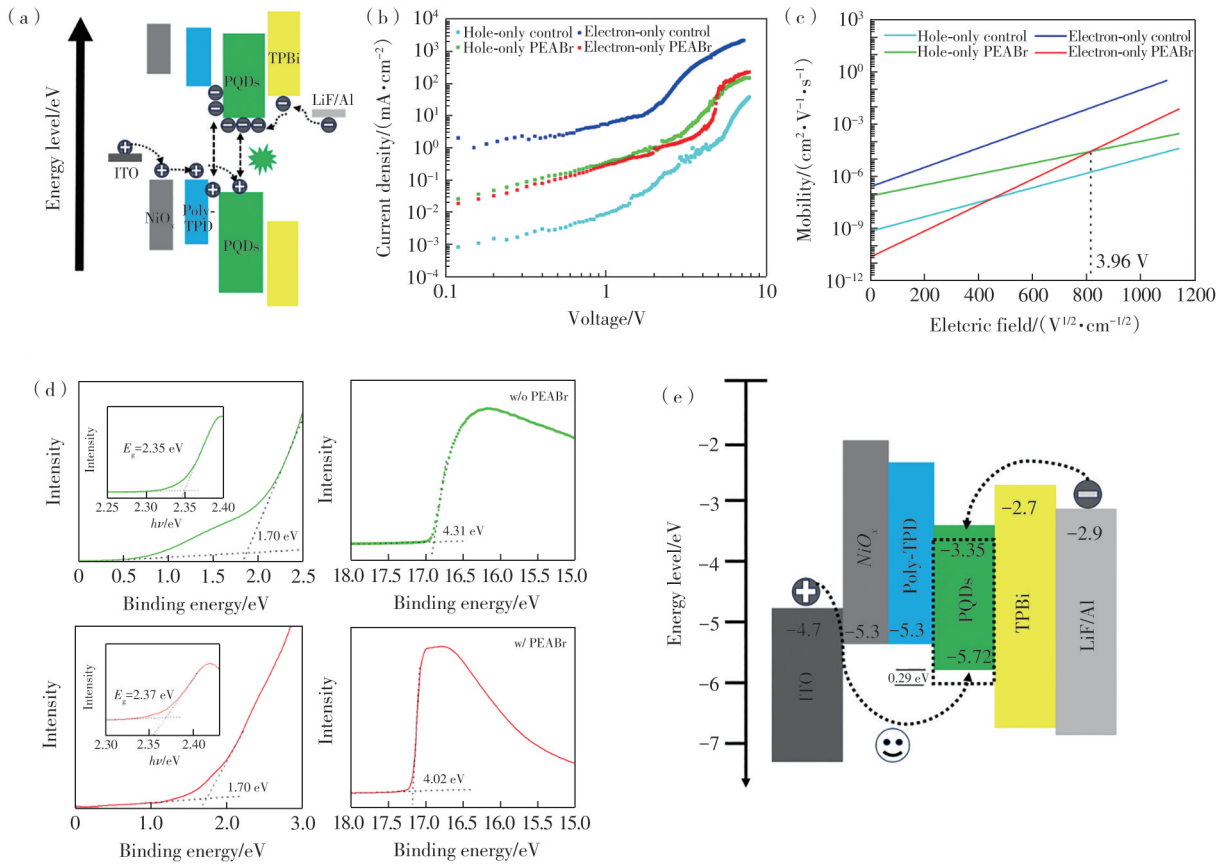 (a)
Energy level/eV
ITO
NiO
Poly-
TPD
PQDs
PQDs
TPBi
LiF/Al
(b)
Hole-only control
Electron-only control
Hole-only PEABr
Electron-only PEABr
Current density/(mA·cm⁻²)
10⁴
10³
10²
10¹
10⁰
10⁻¹
10⁻²
10⁻³
10⁻⁴
0.1
1
10
Voltage/V
(c)
Hole-only control
Electron-only control
Hole-only PEABr
Electron-only PEABr
Mobility/(cm²·V⁻¹·s⁻¹)
10³
10⁰
10⁻³
10⁻⁶
10⁻⁹
10⁻¹²
3.96 V
0
200
400
600
800
1000
1200
Eletcric field/(V^1/2·cm^-1/2)
(d)
Intensity
Intensity
E_g=2.35 eV
2.25 2.30 2.35 2.40
hν/eV
1.70 eV
0 0.5 1.0 1.5 2.0 2.5
Binding energy/eV
w/o PEABr
Intensity
4.31 eV
18.0 17.5 17.0 16.5 16.0 15.5 15.0
Binding energy/eV
Intensity
Intensity
E_g=2.37 eV
2.30 2.35 2.40
hν/eV
1.70 eV
0 1.0 2.0 3.0
Binding energy/eV
w/ PEABr
Intensity
4.02 eV
18.0 17.5 17.0 16.5 16.0 15.5 15.0
Binding energy/eV
(e)
Energy level/eV
−2
−3
−4
−5
−6
−7
−4.7
ITO
NiOₓ
−5.3
Poly-TPD
−5.3
0.29 eV
−3.35
PQDs
−5.72
−2.7
TPBi
−2.9
LiF/Al